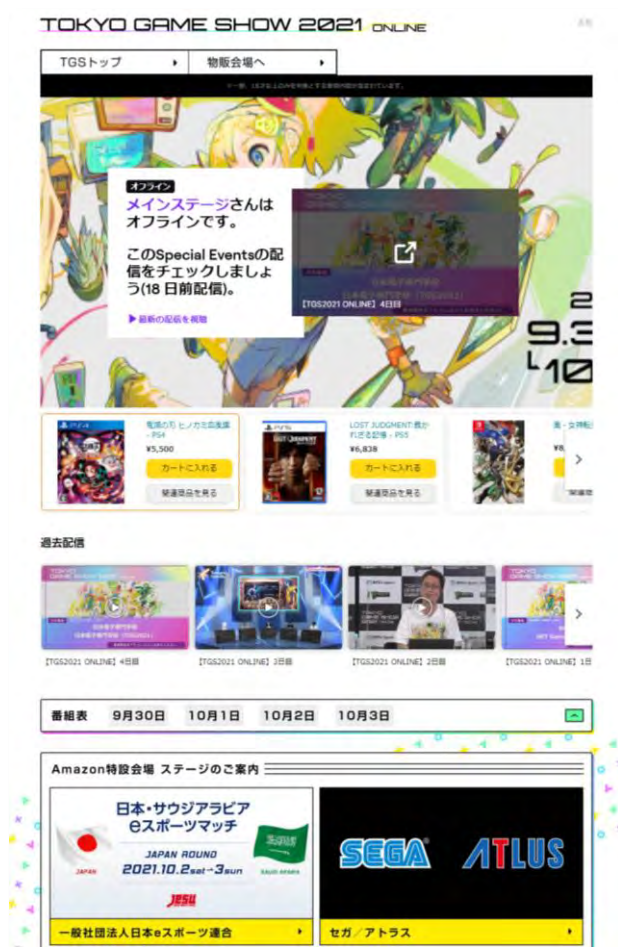 TOKYO GAME SHOW 2021 ONLINE
TGSトップ
物販会場へ
オフライン
メインステージさんは
オフラインです。
このSpecial Eventsの配
信をチェックしましょ
う(18 日前配信)。
▶最新の配信を視聴
【TGS2021 ONLINE】4日目
2
9.3
10
PS4
- PS4
¥5,500
カートに入れる
関連商品を見る
PS5
LOST JUDGMENT
LOST JUDGMENT:裁か
れざる記憶 - PS5
¥6,838
カートに入れる
関連商品を見る
過去配信
【TGS2021 ONLINE】4日目
【TGS2021 ONLINE】3日目
【TGS2021 ONLINE】2日目
【TGS2021 ONLINE】1日
番組表
9月30日
10月1日
10月2日
10月3日
Amazon特設会場 ステージのご案内
日本・サウジアラビア
eスポーツマッチ
JAPAN ROUND
2021.10.2sat→3sun
JAPAN
SAUDI ARABIA
JESU
SEGA
ATLUS
一般社団法人日本eスポーツ連合
セガ/アトラス